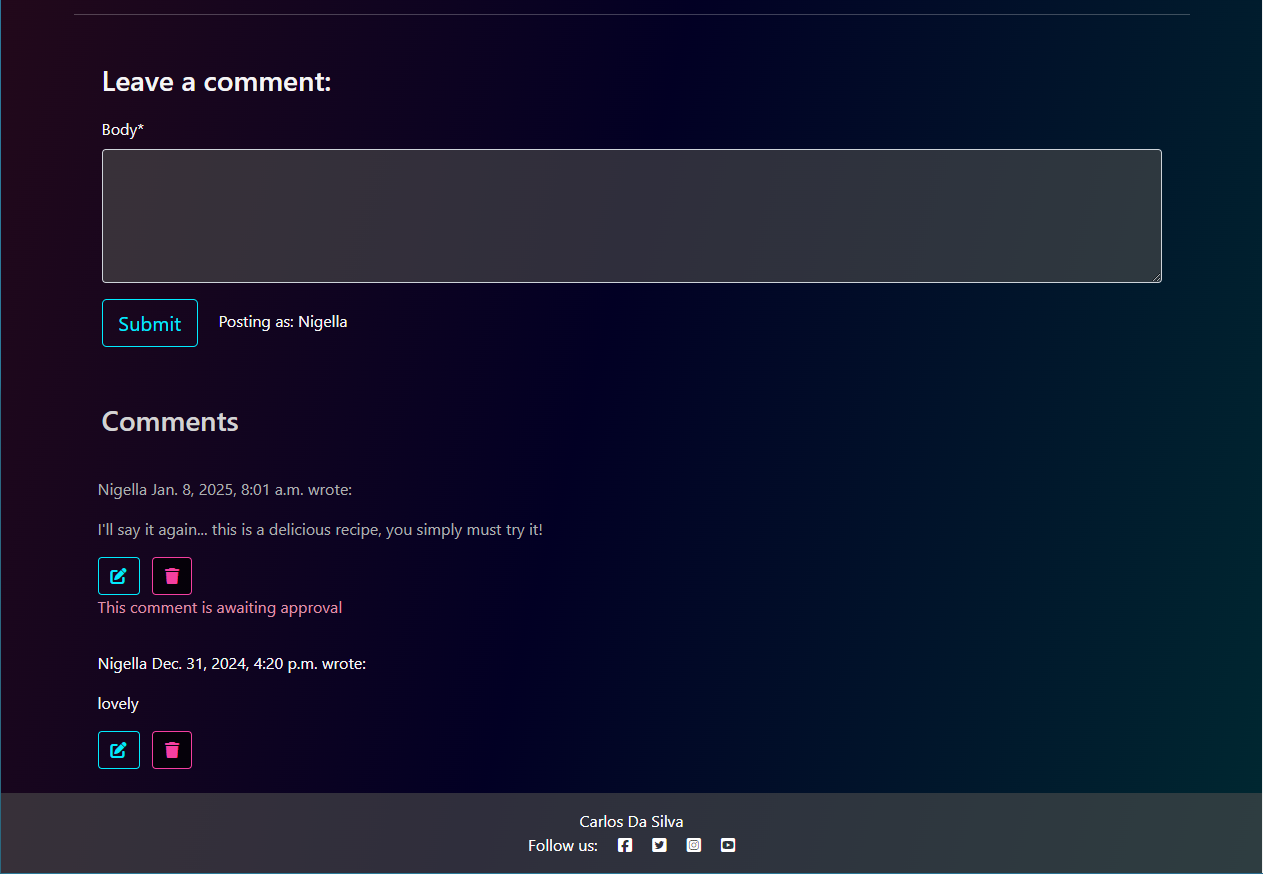 Leave a comment:
Body*
Submit
Posting as: Nigella
Comments
Nigella Jan. 8, 2025, 8:01 a.m. wrote:
I'll say it again... this is a delicious recipe, you simply must try it!
This comment is awaiting approval
Nigella Dec. 31, 2024, 4:20 p.m. wrote:
lovely
Carlos Da Silva
Follow us: